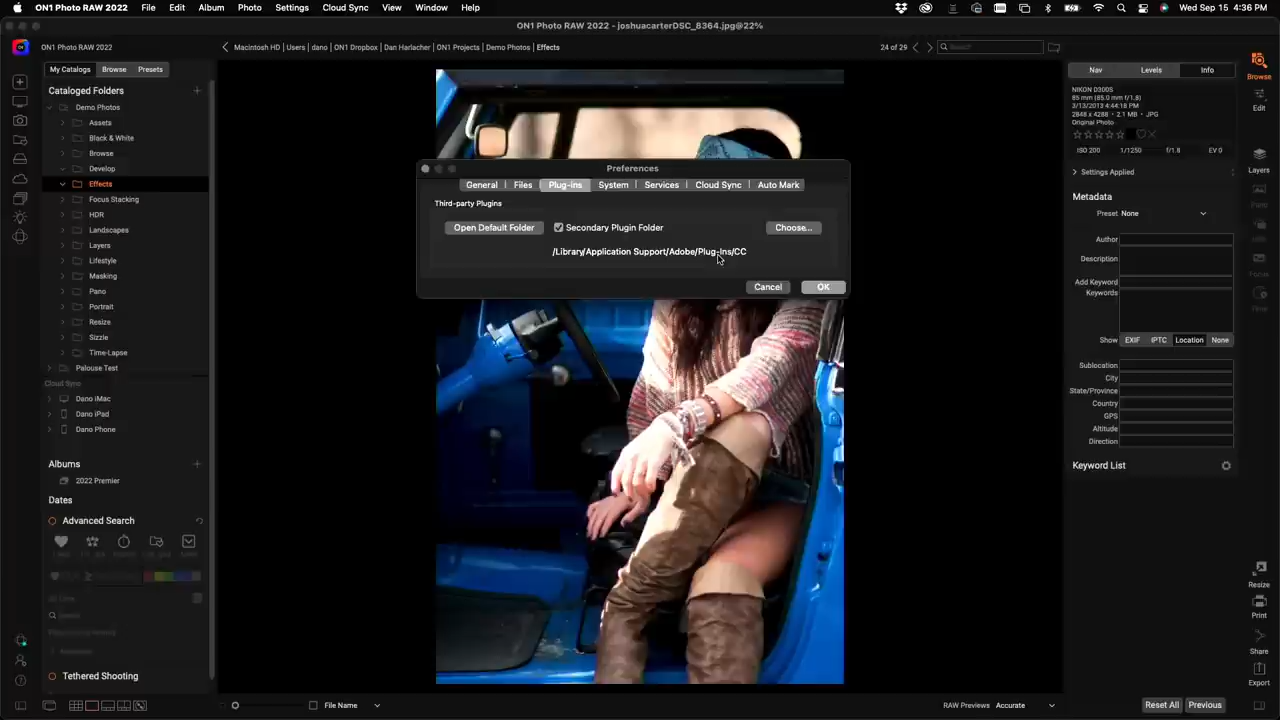 ON1 Photo RAW 2022 File Edit Album Photo Settings Cloud Sync View Window Help Wed Sep 15 4:36 PM
ON1 Photo RAW 2022 - joshuacarterDSC_8364.jpg@22%
ON1 Photo RAW 2022
Macintosh HD | Users | dano | ON1 Dropbox | Dan Harlacher | ON1 Projects | Demo Photos | Effects
24 of 29
Search
My Catalogs Browse Presets
Cataloged Folders
Demo Photos
Assets
Black & White
Browse
Develop
Effects
Focus Stacking
HDR
Landscapes
Layers
Lifestyle
Masking
Pano
Portrait
Resize
Sizzle
Time-Lapse
Palouse Test
Cloud Sync
Dano iMac
Dano iPad
Dano Phone
Albums
2022 Premier
Dates
Advanced Search
Tethered Shooting
Preferences
General Files Plug-ins System Services Cloud Sync Auto Mark
Third-party Plugins
Open Default Folder Secondary Plugin Folder Choose...
/Library/Application Support/Adobe/Plug-Ins/CC
Cancel OK
File Name
RAW Previews Accurate
Nav Levels Info
NIKON D300S
85 mm (85.0 mm f/1.8)
3/13/2013 4:44:18 PM
2848 x 4288 • 2.1 MB • JPG
Original Photo
ISO 200 1/1250 f/1.8 EV 0
Settings Applied
Metadata
Preset None
Author
Description
Add Keyword
Keywords
Show EXIF IPTC Location None
Sublocation
City
State/Province
Country
GPS
Altitude
Direction
Keyword List
Reset All Previous
Browse
Edit
Layers
Resize
Print
Share
Export